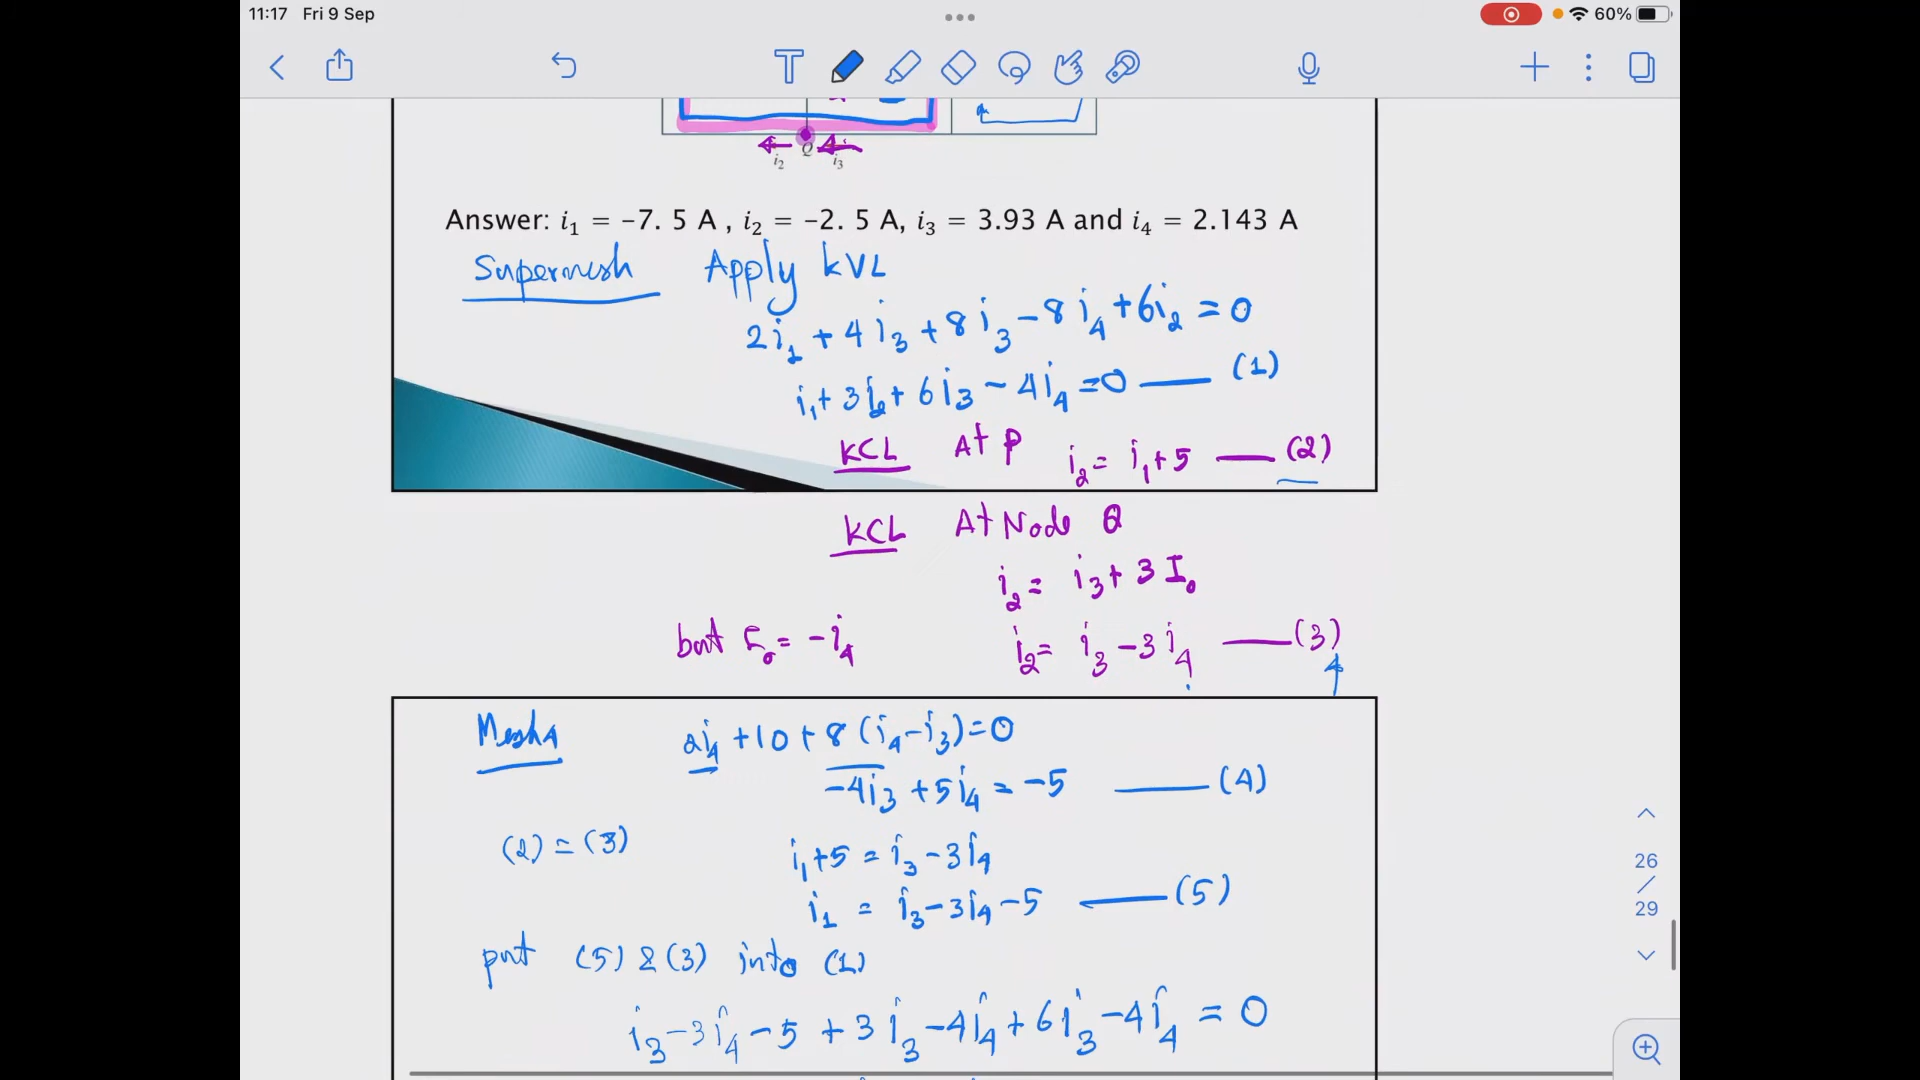 11:17 Fri 9 Sep
60%
T
i₂ Q i₃
Answer: i₁ = –7. 5 A , i₂ = –2. 5 A, i₃ = 3.93 A and i₄ = 2.143 A
Supermesh Apply KVL
2i₁ + 4i₃ + 8i₃ – 8i₄ + 6i₂ = 0
i₁ + 3i₂ + 6i₃ – 4i₄ = 0 — (1)
KCL At P i₂ = i₁ + 5 — (2)
KCL At Node Q
i₂ = i₃ + 3I₀
but I₀ = –i₄ i₂ = i₃ – 3i₄ — (3)
Mesh4 2i₄ + 10 + 8(i₄ – i₃) = 0
–4i₃ + 5i₄ = –5 — (4)
(2) = (3) i₁ + 5 = i₃ – 3i₄
i₁ = i₃ – 3i₄ – 5 — (5)
put (5) & (3) into (1)
i₃ – 3i₄ – 5 + 3i₃ – 4i₄ + 6i₃ – 4i₄ = 0
26
/
29